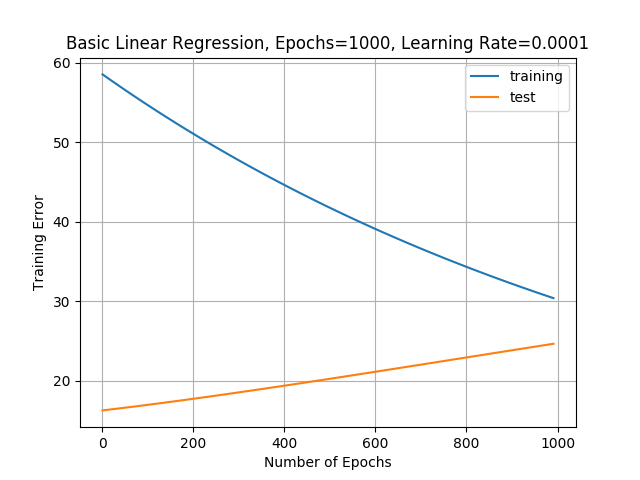 Basic Linear Regression, Epochs=1000, Learning Rate=0.0001
training
test
60
50
40
30
20
Training Error
0 200 400 600 800 1000
Number of Epochs